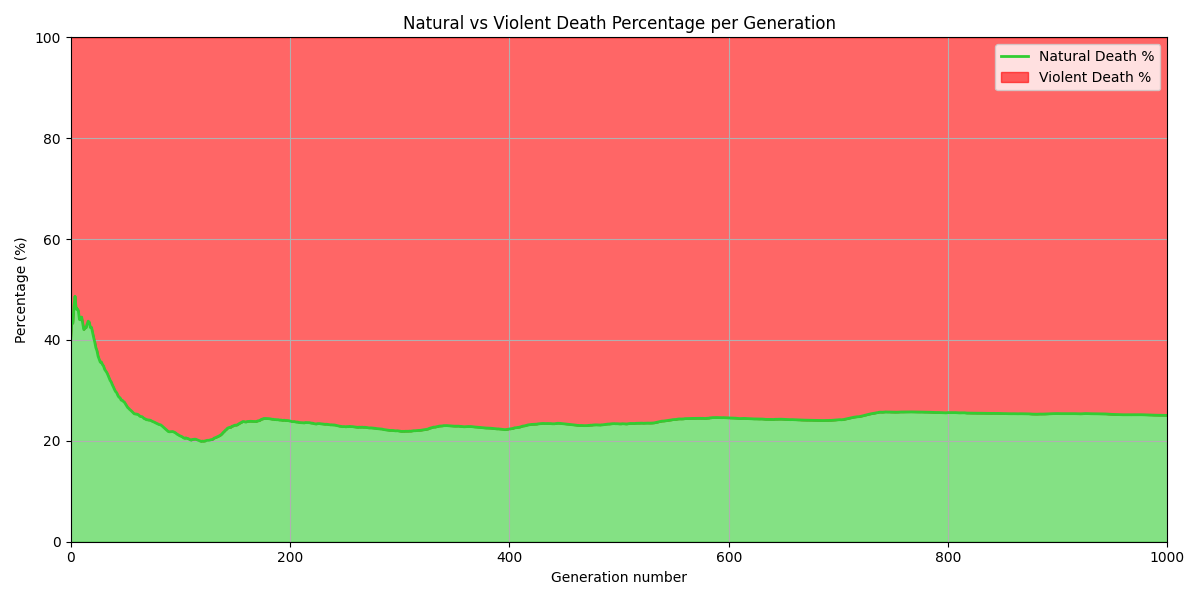 Natural vs Violent Death Percentage per Generation
Natural Death %
Violent Death %
Percentage (%)
100
80
60
40
20
0
0 200 400 600 800 1000
Generation number